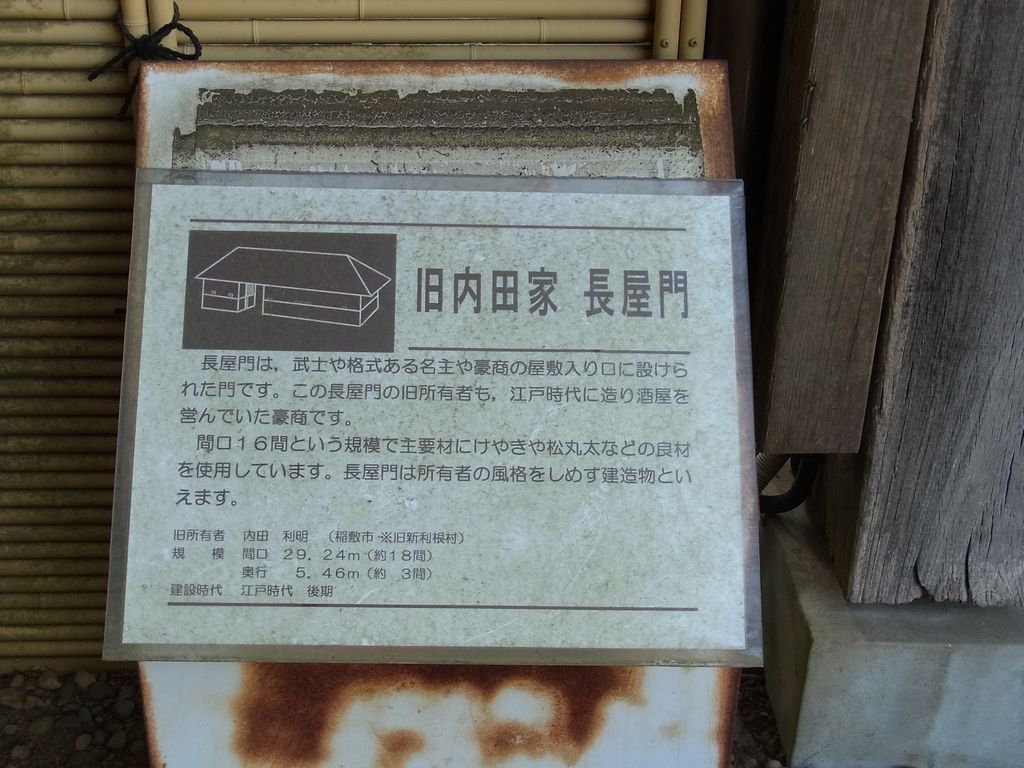 旧内田家 長屋門
長屋門は，武士や格式ある名主や豪商の屋敷入り口に設けら
れた門です。この長屋門の旧所有者も，江戸時代に造り酒屋を
営んでいた豪商です。
間口１６間という規模で主要材にけやきや松丸太などの良材
を使用しています。長屋門は所有者の風格をしめす建造物とい
えます。
旧所有者　内田　利明　（稲敷市 ※旧新利根村）
規　模　間口　２９．２４ｍ（約１８間）
奥行　　５．４６ｍ（約　３間）
建設時代　江戸時代　後期